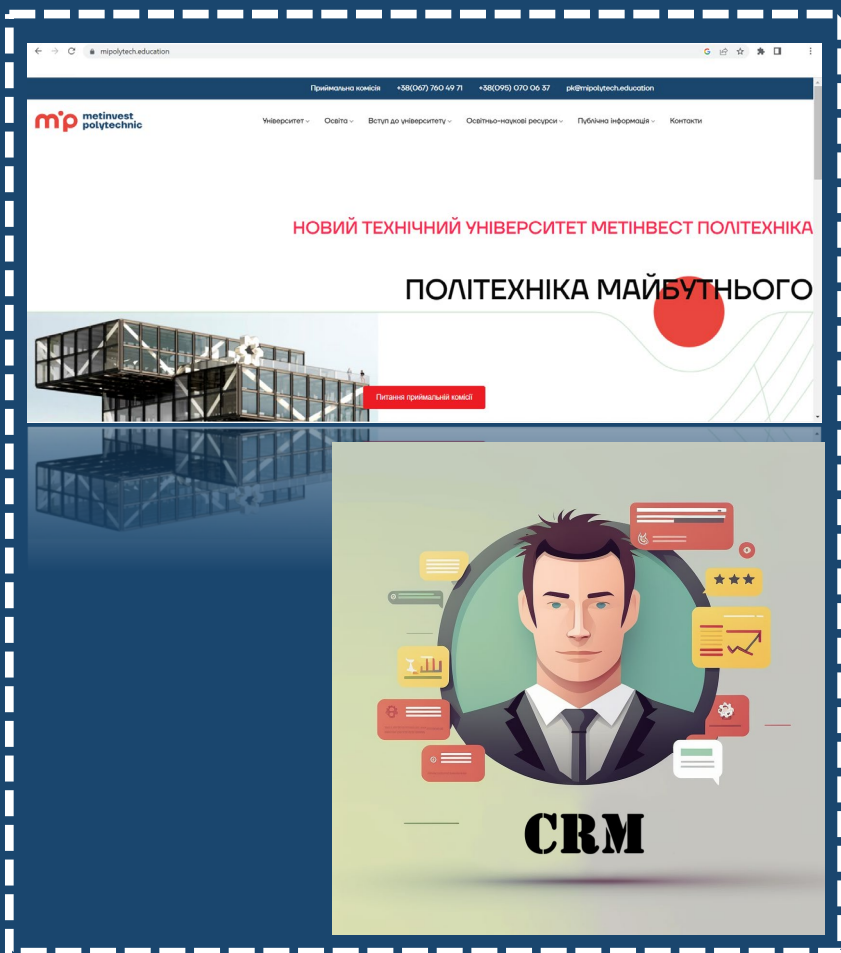 mipolytech.education
Приймальна комісія +38(067) 760 49 71 +38(095) 070 06 37 pk@mipolytech.education
mip metinvest polytechnic
Університет Освіта Вступ до університету Освітньо-наукові ресурси Публічна інформація Контакти
НОВИЙ ТЕХНІЧНИЙ УНІВЕРСИТЕТ МЕТІНВЕСТ ПОЛІТЕХНІКА
ПОЛІТЕХНІКА МАЙБУТНЬОГО
Питання приймальній комісії
CRM